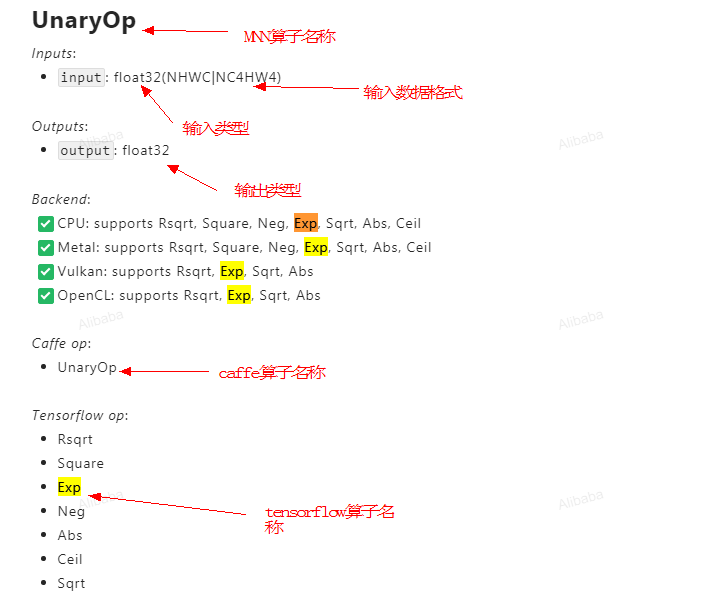 UnaryOp
MNN算子名称
Inputs:
input: float32(NHWC|NC4HW4)
输入数据格式
输入类型
Outputs:
Alibaba
Alibaba
output: float32
输出类型
Backend:
CPU: supports Rsqrt, Square, Neg, Exp, Sqrt, Abs, Ceil
Metal: supports Rsqrt, Square, Neg, Exp, Sqrt, Abs, Ceil
Vulkan: supports Rsqrt, Exp, Sqrt, Abs
OpenCL: supports Rsqrt, Exp, Sqrt, Abs
Alibaba
Alibaba
Caffe op:
UnaryOp
caffe算子名称
Tensorflow op:
Rsqrt
Square
Exp
Alibaba
Neg
tensorflow算子名
称
Abs
Ceil
Sqrt